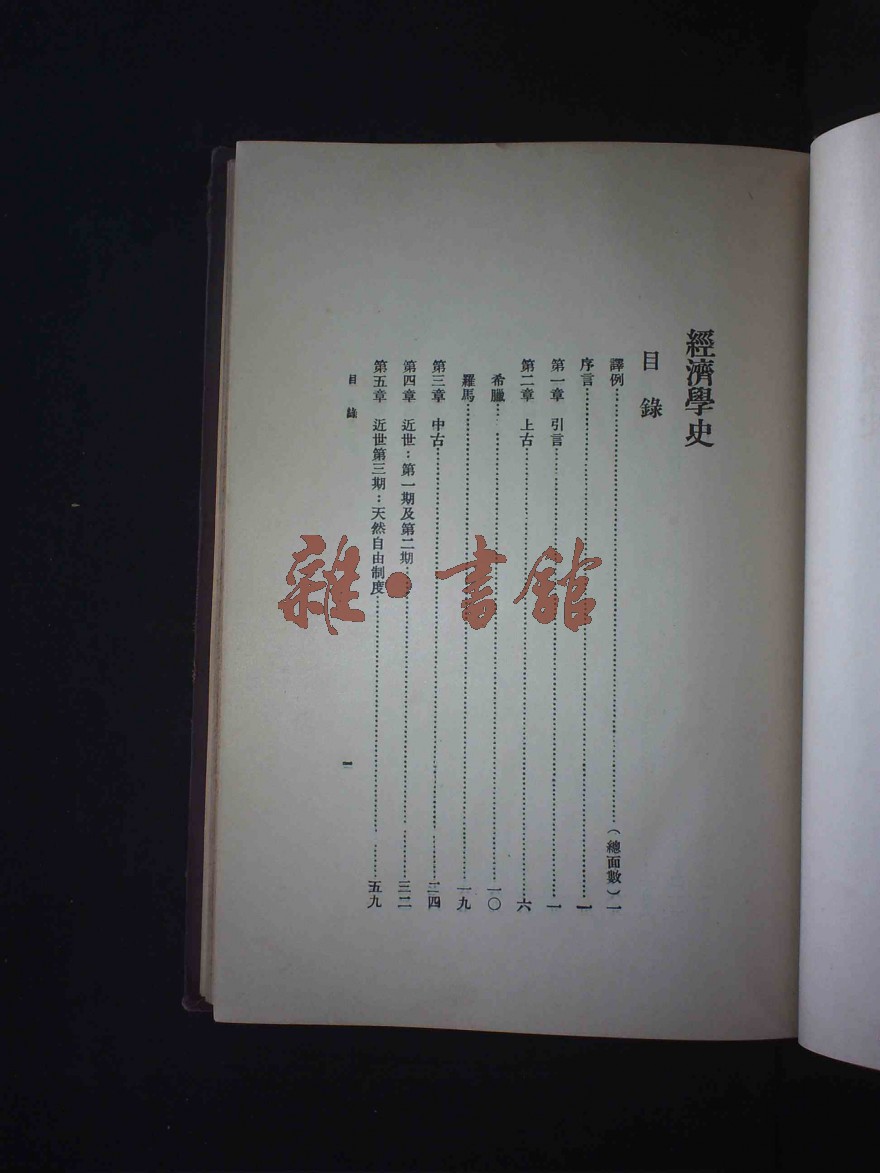 經濟學史
目錄
譯例⋯⋯(總面數)一
序言⋯⋯一
第一章 引言⋯⋯一
第二章 上古⋯⋯六
希臘⋯⋯一〇
羅馬⋯⋯一九
第三章 中古⋯⋯二四
第四章 近世:第一期及第二期⋯⋯三二
第五章 近世第三期:天然自由制度⋯⋯五九
目錄
一
雜·書館